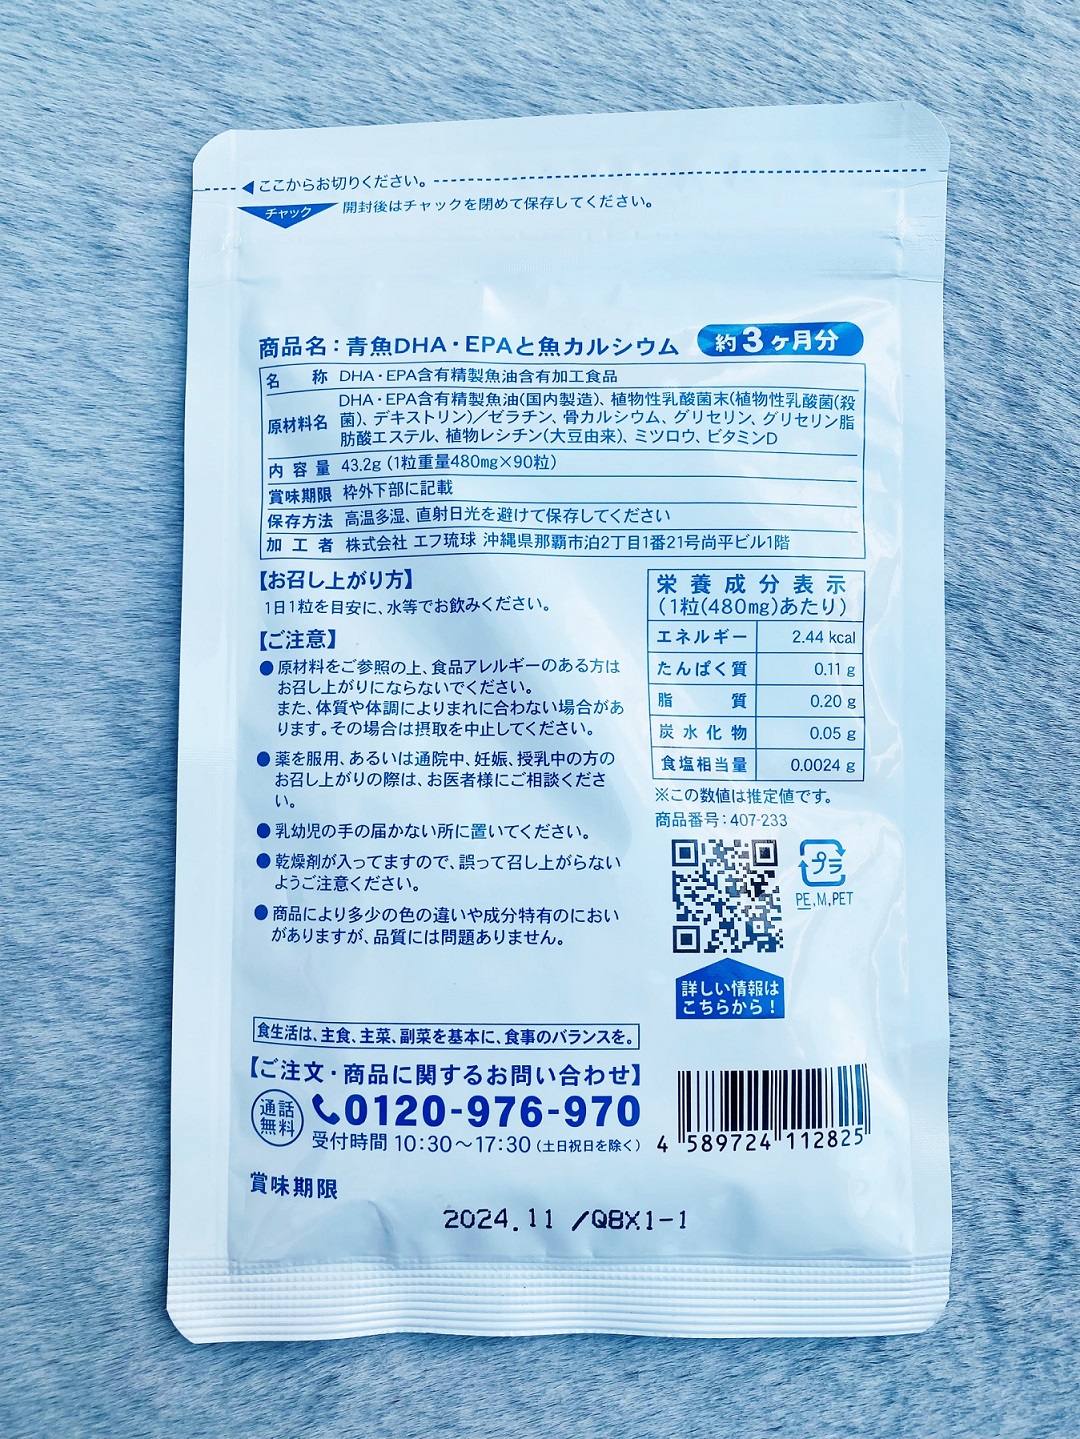 ここからお切りください。
チャック 開封後はチャックを閉めて保存してください。
商品名：青魚DHA・EPAと魚カルシウム 約3ヶ月分
名称 DHA・EPA含有精製魚油含有加工食品
原材料名 DHA・EPA含有精製魚油(国内製造)、植物性乳酸菌末(植物性乳酸菌(殺
菌)、デキストリン)／ゼラチン、骨カルシウム、グリセリン、グリセリン脂
肪酸エステル、植物レシチン(大豆由来)、ミツロウ、ビタミンD
内容量 43.2g (1粒重量480mg×90粒)
賞味期限 枠外下部に記載
保存方法 高温多湿、直射日光を避けて保存してください
加工者 株式会社 エフ琉球 沖縄県那覇市泊2丁目1番21号尚平ビル1階
【お召し上がり方】
1日1粒を目安に、水等でお飲みください。
【ご注意】
●原材料をご参照の上、食品アレルギーのある方は
お召し上がりにならないでください。
また、体質や体調によりまれに合わない場合があ
ります。その場合は摂取を中止してください。
●薬を服用、あるいは通院中、妊娠、授乳中の方の
お召し上がりの際は、お医者様にご相談くださ
い。
●乳幼児の手の届かない所に置いてください。
●乾燥剤が入ってますので、誤って召し上がらない
ようご注意ください。
●商品により多少の色の違いや成分特有のにおい
がありますが、品質には問題ありません。
栄養成分表示
(1粒(480mg)あたり)
エネルギー 2.44 kcal
たんぱく質 0.11 g
脂質 0.20 g
炭水化物 0.05 g
食塩相当量 0.0024 g
※この数値は推定値です。
商品番号：407-233
プラ
PE,M,PET
詳しい情報は
こちらから！
食生活は、主食、主菜、副菜を基本に、食事のバランスを。
【ご注文・商品に関するお問い合わせ】
通話
無料
0120-976-970
受付時間 10:30～17:30 (土日祝日を除く)
4 589724 112825
賞味期限
2024.11 /Q8X1-1